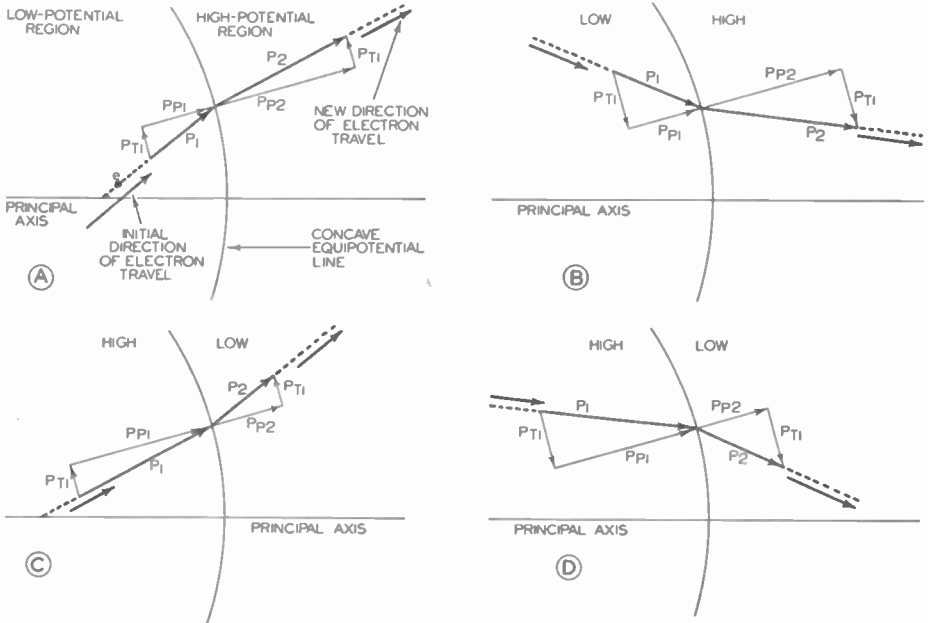 LOW-POTENTIAL
REGION
HIGH-POTENTIAL
REGION
P2
PT1
PP1
PP2
P1
PT1
e
NEW DIRECTION
OF ELECTRON
TRAVEL
PRINCIPAL
AXIS
INITIAL
DIRECTION
OF ELECTRON
TRAVEL
CONCAVE
EQUIPOTENTIAL
LINE
A
LOW
HIGH
P1
PP2
PT1
PT1
PP1
P2
PRINCIPAL AXIS
B
HIGH
LOW
P2
PT1
PP1
PP2
P1
PT1
PRINCIPAL AXIS
C
HIGH
LOW
P1
PP2
PT1
PT1
PP1
P2
PRINCIPAL AXIS
D